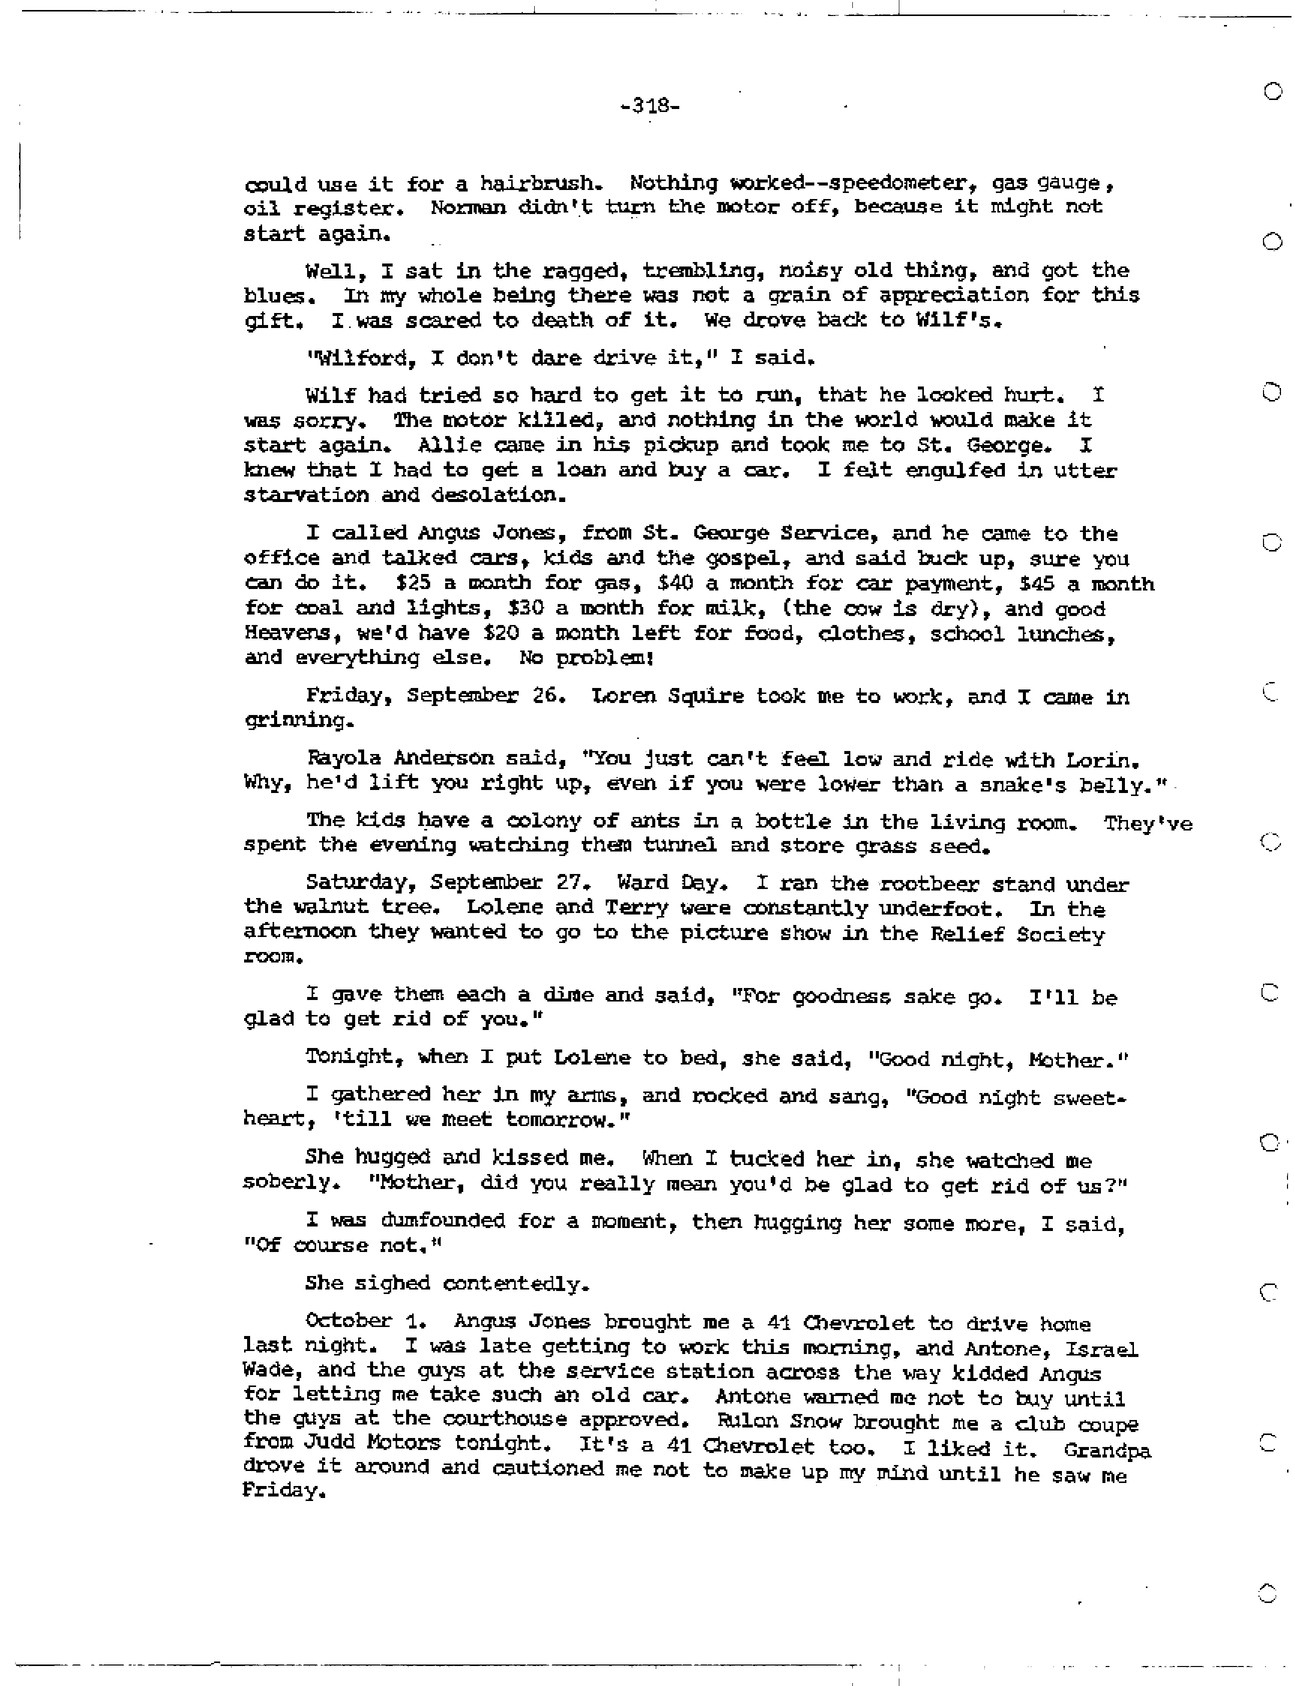 -318-
could use it for a hairbrush. Nothing worked--speedometer, gas gauge,
oil register. Norman didn't turn the motor off, because it might not
start again.
Well, I sat in the ragged, trembling, noisy old thing, and got the
blues. In my whole being there was not a grain of appreciation for this
gift. I was scared to death of it. We drove back to Wilf's.
"Wilford, I don't dare drive it," I said.
Wilf had tried so hard to get it to run, that he looked hurt. I
was sorry. The motor killed, and nothing in the world would make it
start again. Allie came in his pickup and took me to St. George. I
knew that I had to get a loan and buy a car. I felt engulfed in utter
starvation and desolation.
I called Angus Jones, from St. George Service, and he came to the
office and talked cars, kids and the gospel, and said buck up, sure you
can do it. $25 a month for gas, $40 a month for car payment, $45 a month
for coal and lights, $30 a month for milk, (the cow is dry), and good
Heavens, we'd have $20 a month left for food, clothes, school lunches,
and everything else. No problem!
Friday, September 26. Loren Squire took me to work, and I came in
grinning.
Rayola Anderson said, "You just can't feel low and ride with Lorin.
Why, he'd lift you right up, even if you were lower than a snake's belly."
The kids have a colony of ants in a bottle in the living room. They've
spent the evening watching them tunnel and store grass seed.
Saturday, September 27. Ward Day. I ran the rootbeer stand under
the walnut tree. Lolene and Terry were constantly underfoot. In the
afternoon they wanted to go to the picture show in the Relief Society
room.
I gave them each a dime and said, "For goodness sake go. I'll be
glad to get rid of you."
Tonight, when I put Lolene to bed, she said, "Good night, Mother."
I gathered her in my arms, and rocked and sang, "Good night sweet-
heart, 'till we meet tomorrow."
She hugged and kissed me. When I tucked her in, she watched me
soberly. "Mother, did you really mean you'd be glad to get rid of us?"
I was dumfounded for a moment, then hugging her some more, I said,
"Of course not."
She sighed contentedly.
October 1. Angus Jones brought me a 41 Chevrolet to drive home
last night. I was late getting to work this morning, and Antone, Israel
Wade, and the guys at the service station across the way kidded Angus
for letting me take such an old car. Antone warned me not to buy until
the guys at the courthouse approved. Rulon Snow brought me a club coupe
from Judd Motors tonight. It's a 41 Chevrolet too. I liked it. Grandpa
drove it around and cautioned me not to make up my mind until he saw me
Friday.